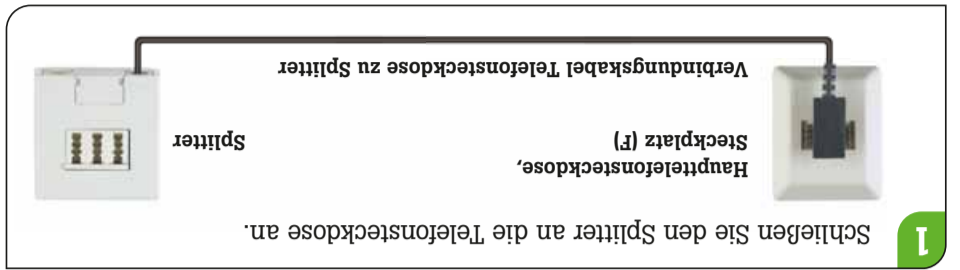 1
Schließen Sie den Splitter an die Telefonsteckdose an.
Haupttelefonsteckdose,
Steckplatz (F)
Splitter
Verbindungskabel Telefonsteckdose zu Splitter